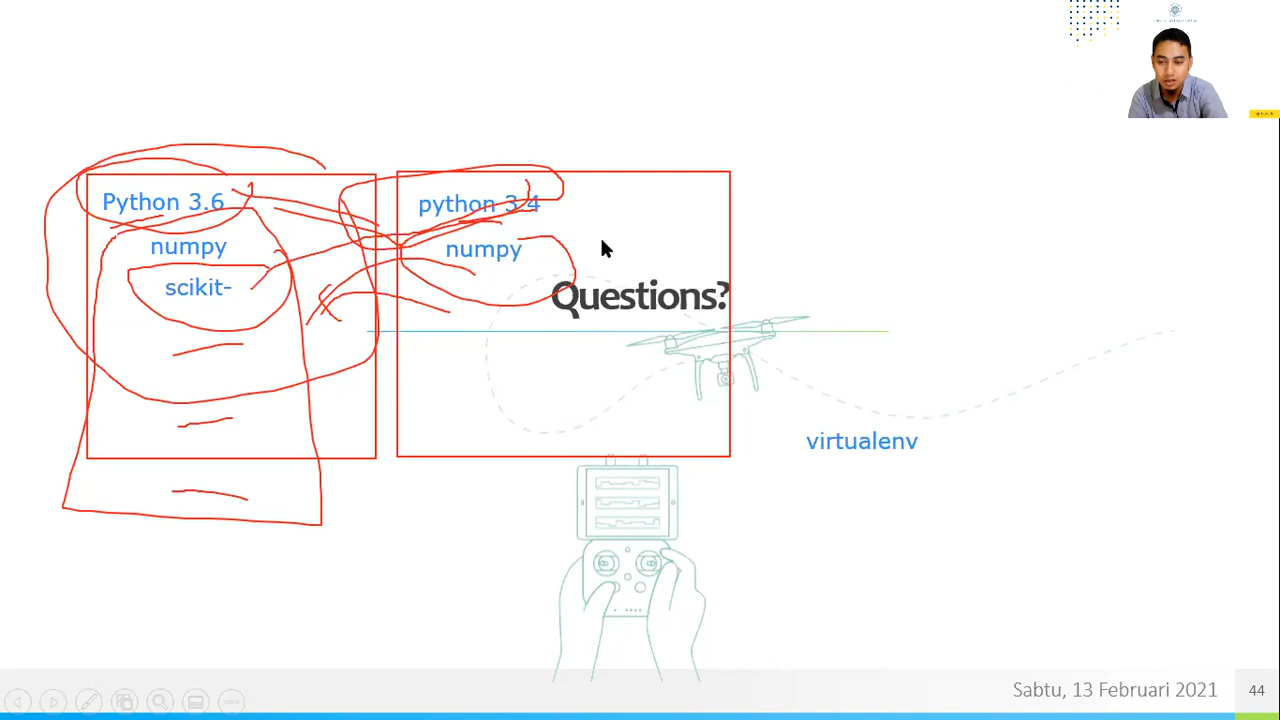 Python 3.6
python 3.4
numpy
numpy
scikit-
Questions?
virtualenv
Sabtu, 13 Februari 2021
44